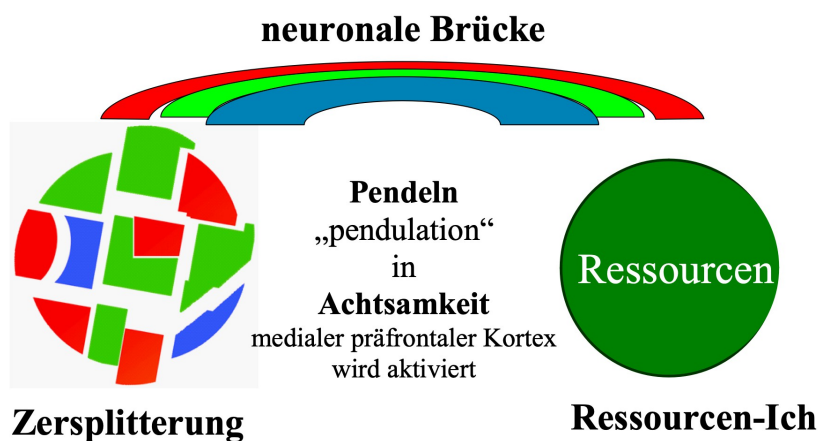 neuronale Brücke
Pendeln
„pendulation“
in
Achtsamkeit
medialer präfrontaler Kortex
wird aktiviert
Ressourcen
Zersplitterung
Ressourcen-Ich